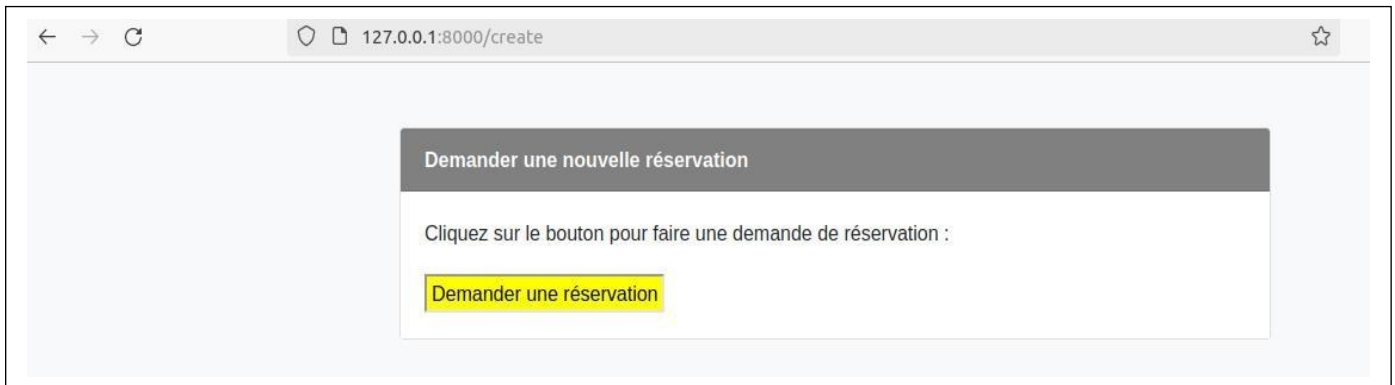 127.0.0.1:8000/create
Demander une nouvelle réservation
Cliquez sur le bouton pour faire une demande de réservation :
Demander une réservation